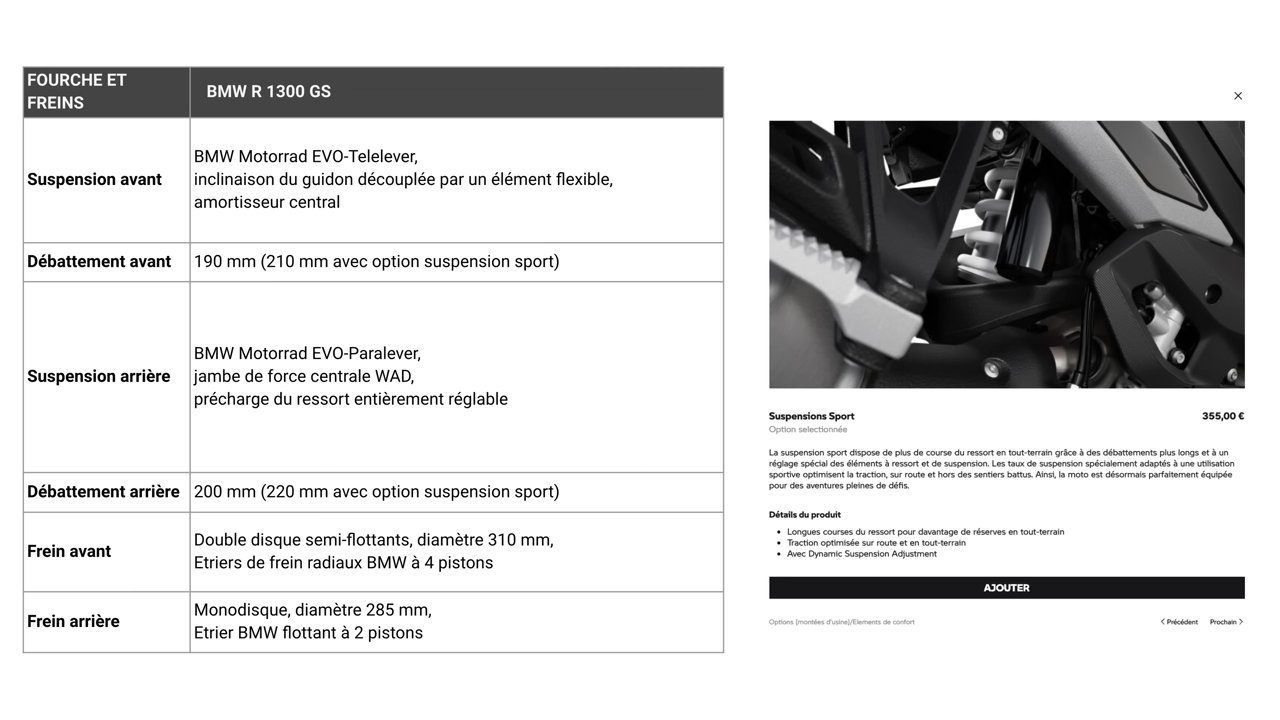 FOURCHE ET
FREINS
BMW R 1300 GS
Suspension avant
BMW Motorrad EVO-Telelever,
inclinaison du guidon découplée par un élément flexible,
amortisseur central
Débattement avant
190 mm (210 mm avec option suspension sport)
Suspension arrière
BMW Motorrad EVO-Paralever,
jambe de force centrale WAD,
précharge du ressort entièrement réglable
Débattement arrière
200 mm (220 mm avec option suspension sport)
Frein avant
Double disque semi-flottants, diamètre 310 mm,
Etriers de frein radiaux BMW à 4 pistons
Frein arrière
Monodisque, diamètre 285 mm,
Etrier BMW flottant à 2 pistons
Suspensions Sport
355,00 €
Option selectionnée
La suspension sport dispose de plus de course du ressort en tout-terrain grâce à des débattements plus longs et à un
réglage spécial des éléments à ressort et de suspension. Les taux de suspension spécialement adaptés à une utilisation
sportive optimisent la traction, sur route et hors des sentiers battus. Ainsi, la moto est désormais parfaitement équipée
pour des aventures pleines de défis.
Détails du produit
• Longues courses du ressort pour davantage de réserves en tout-terrain
• Traction optimisée sur route et en tout-terrain
• Avec Dynamic Suspension Adjustment
AJOUTER
Options (montées d'usine)/Elements de confort
< Précédent
Prochain >